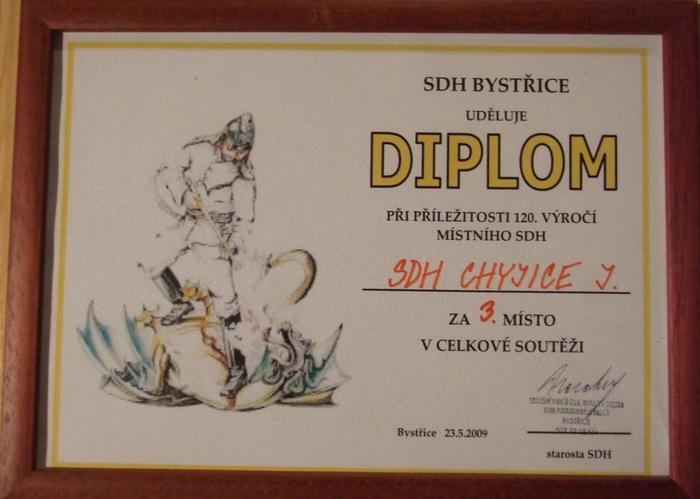 SDH BYSTŘICE
UDĚLUJE
DIPLOM
PŘI PŘÍLEŽITOSTI 120. VÝROČÍ
MÍSTNÍHO SDH
SDH CHYJICE J.
ZA 3. MÍSTO
V CELKOVÉ SOUTĚŽI
BYSTŘICE
Bystřice 23.5.2009
starosta SDH